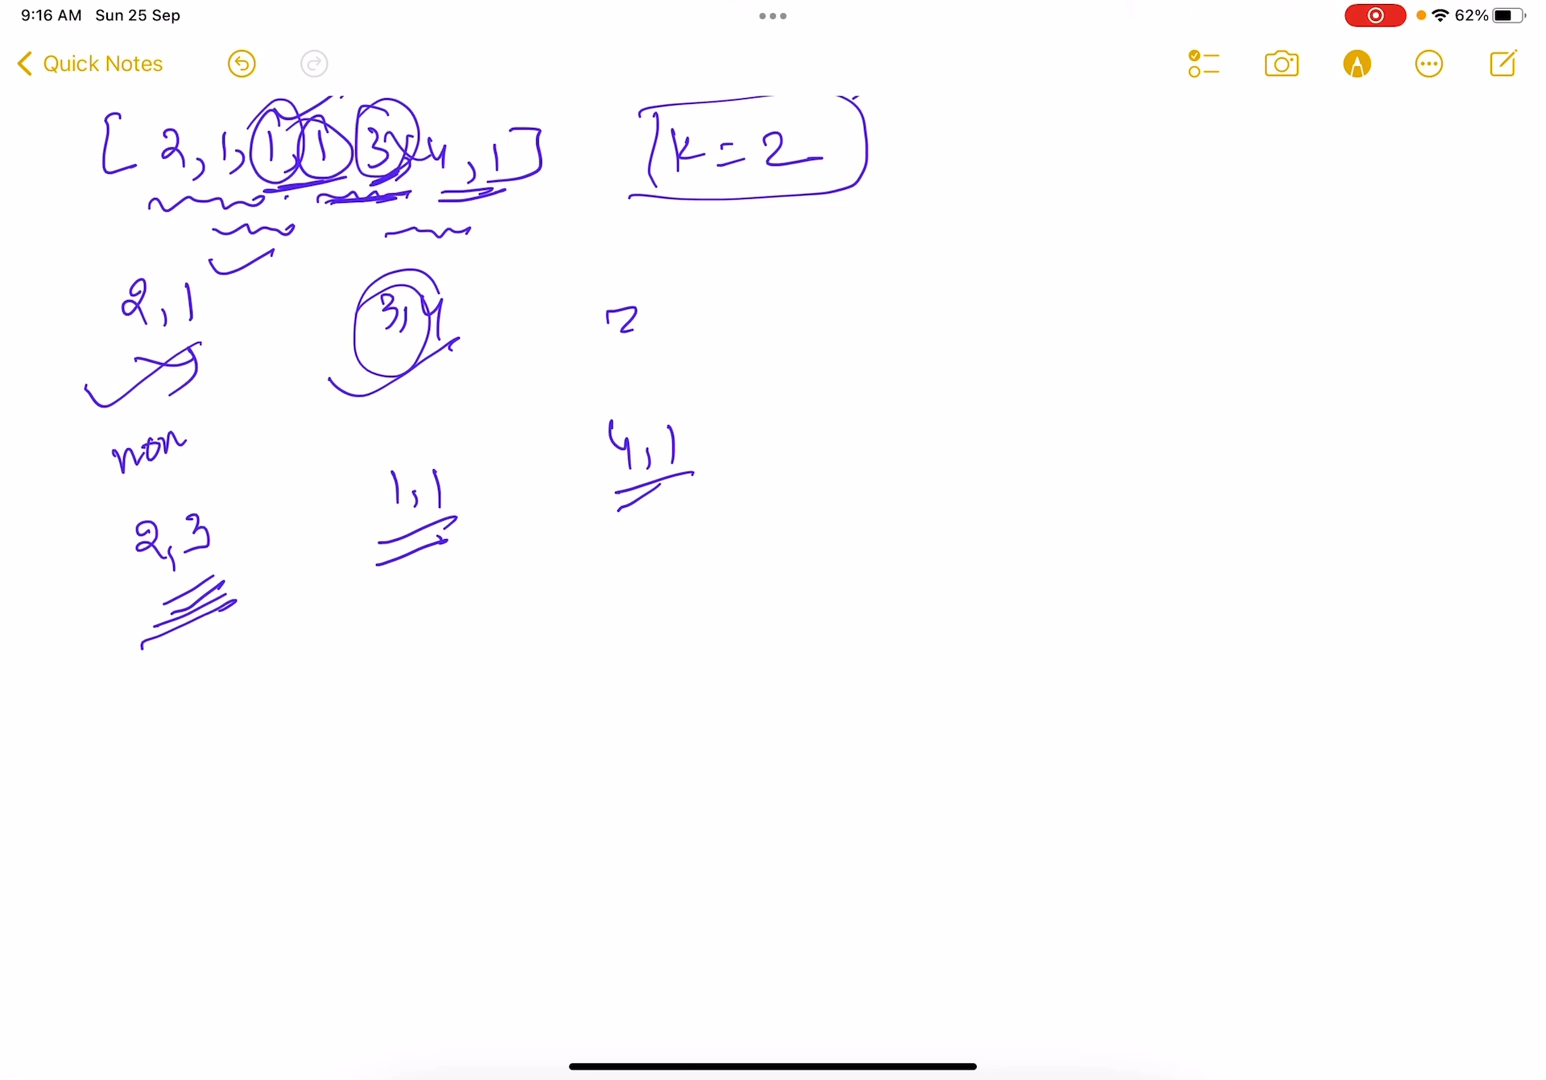 9:16 AM Sun 25 Sep
62%
Quick Notes
[2, 1, 1, 1, 3, 4, 1]
k = 2
2, 1
3, 4
non
4, 1
1, 1
2, 3